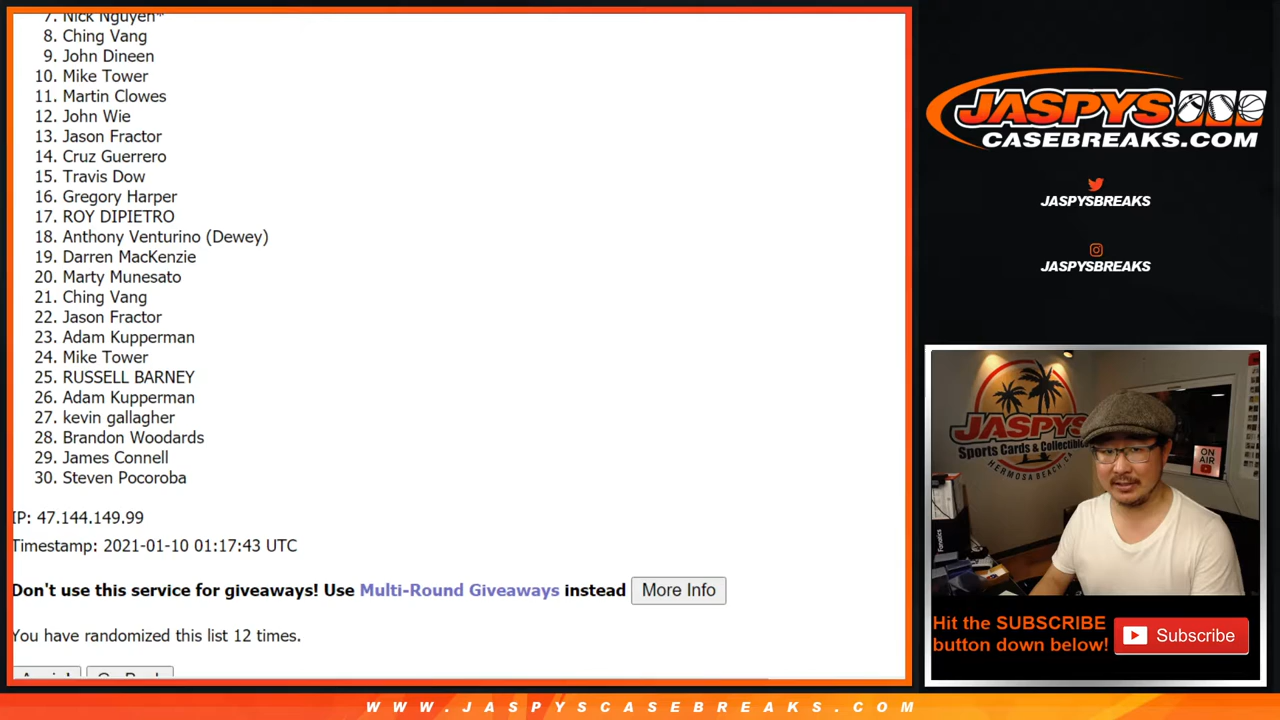 7. Nick Nguyen*
8. Ching Vang
9. John Dineen
10. Mike Tower
11. Martin Clowes
12. John Wie
13. Jason Fractor
14. Cruz Guerrero
15. Travis Dow
16. Gregory Harper
17. ROY DIPIETRO
18. Anthony Venturino (Dewey)
19. Darren MacKenzie
20. Marty Munesato
21. Ching Vang
22. Jason Fractor
23. Adam Kupperman
24. Mike Tower
25. RUSSELL BARNEY
26. Adam Kupperman
27. kevin gallagher
28. Brandon Woodards
29. James Connell
30. Steven Pocoroba
IP: 47.144.149.99
Timestamp: 2021-01-10 01:17:43 UTC
Don't use this service for giveaways! Use Multi-Round Giveaways instead More Info
You have randomized this list 12 times.
JASPYS
CASEBREAKS.COM
JASPYSBREAKS
JASPYSBREAKS
JASPYS
Sports Cards & Collectibles
HERMOSA BEACH, CA
ON
AIR
Fanatics
Hit the SUBSCRIBE
button down below!
Subscribe
WWW.JASPYSCASEBREAKS.COM